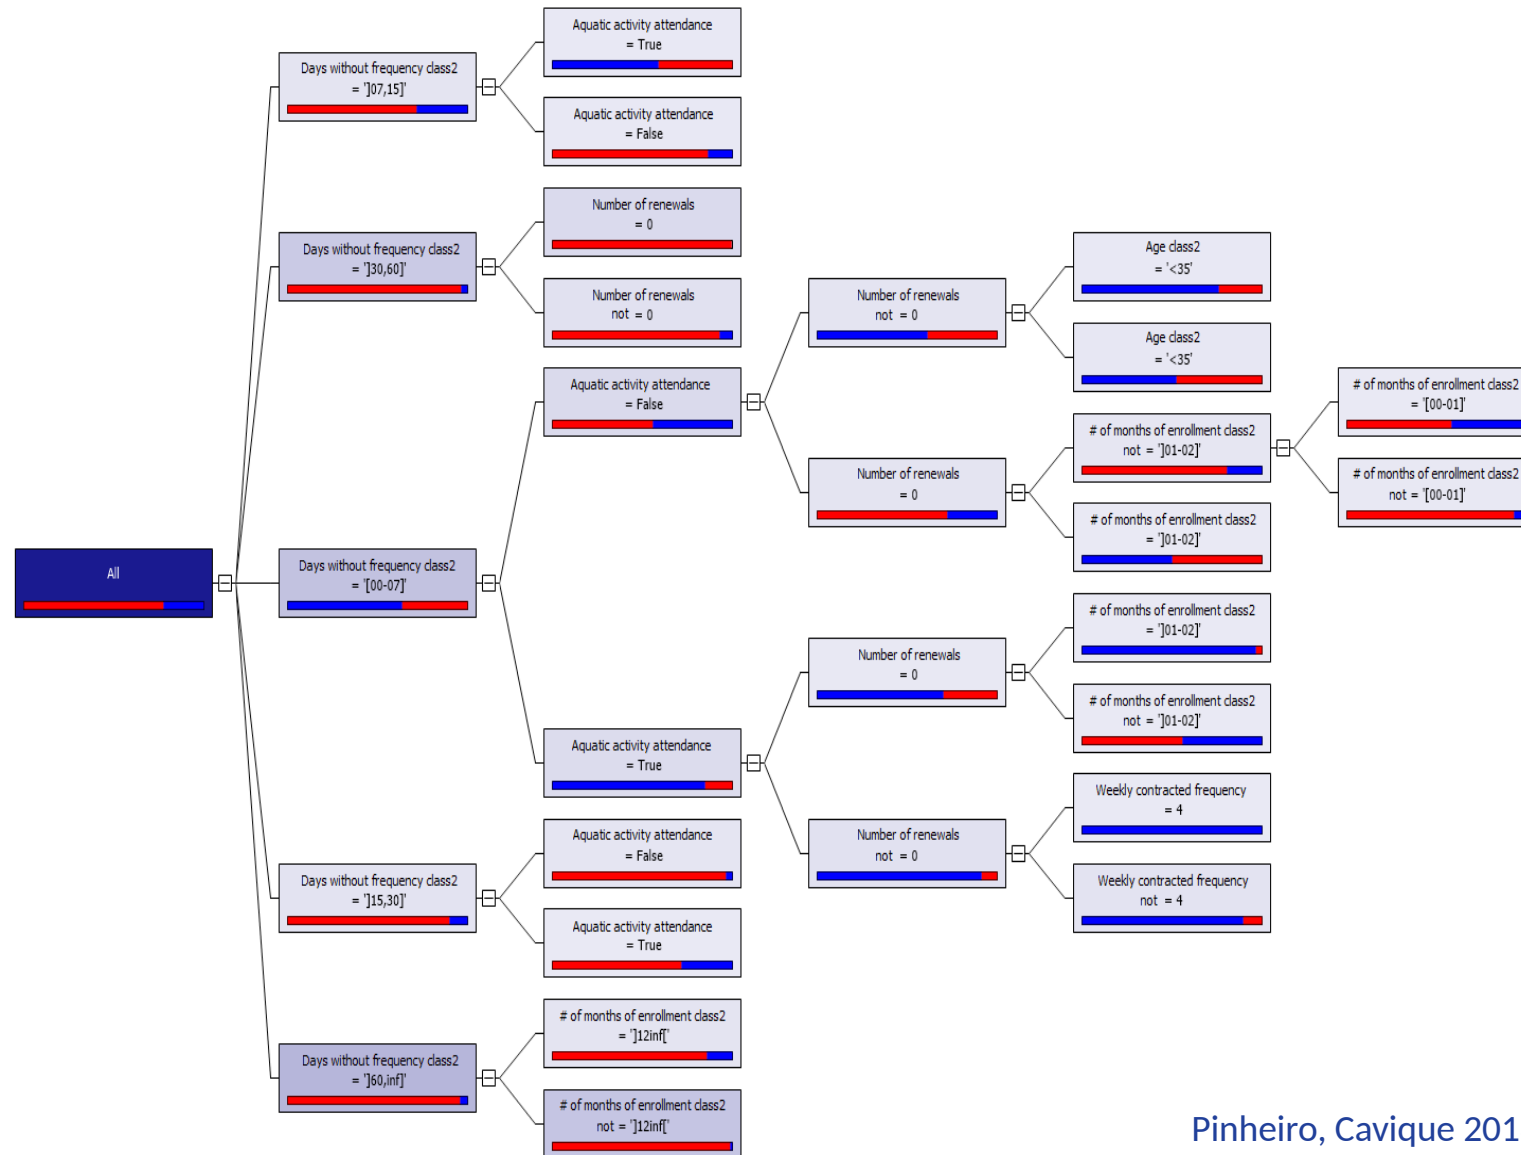 All
Days without frequency class2
= ']07,15]'
Aquatic activity attendance
= True
Aquatic activity attendance
= False
Days without frequency class2
= ']30,60]'
Number of renewals
= 0
Number of renewals
not = 0
Days without frequency class2
= '[00-07]'
Aquatic activity attendance
= False
Number of renewals
not = 0
Age class2
= '<35'
Age class2
= '<35'
Number of renewals
= 0
# of months of enrollment class2
not = ']01-02]'
# of months of enrollment class2
= '[00-01]'
# of months of enrollment class2
not = '[00-01]'
# of months of enrollment class2
= ']01-02]'
Aquatic activity attendance
= True
Number of renewals
= 0
# of months of enrollment class2
= ']01-02]'
# of months of enrollment class2
not = ']01-02]'
Number of renewals
not = 0
Weekly contracted frequency
= 4
Weekly contracted frequency
not = 4
Days without frequency class2
= ']15,30]'
Aquatic activity attendance
= False
Aquatic activity attendance
= True
Days without frequency class2
= ']60,inf]'
# of months of enrollment class2
= ']12inf['
# of months of enrollment class2
not = ']12inf['
Pinheiro, Cavique 201